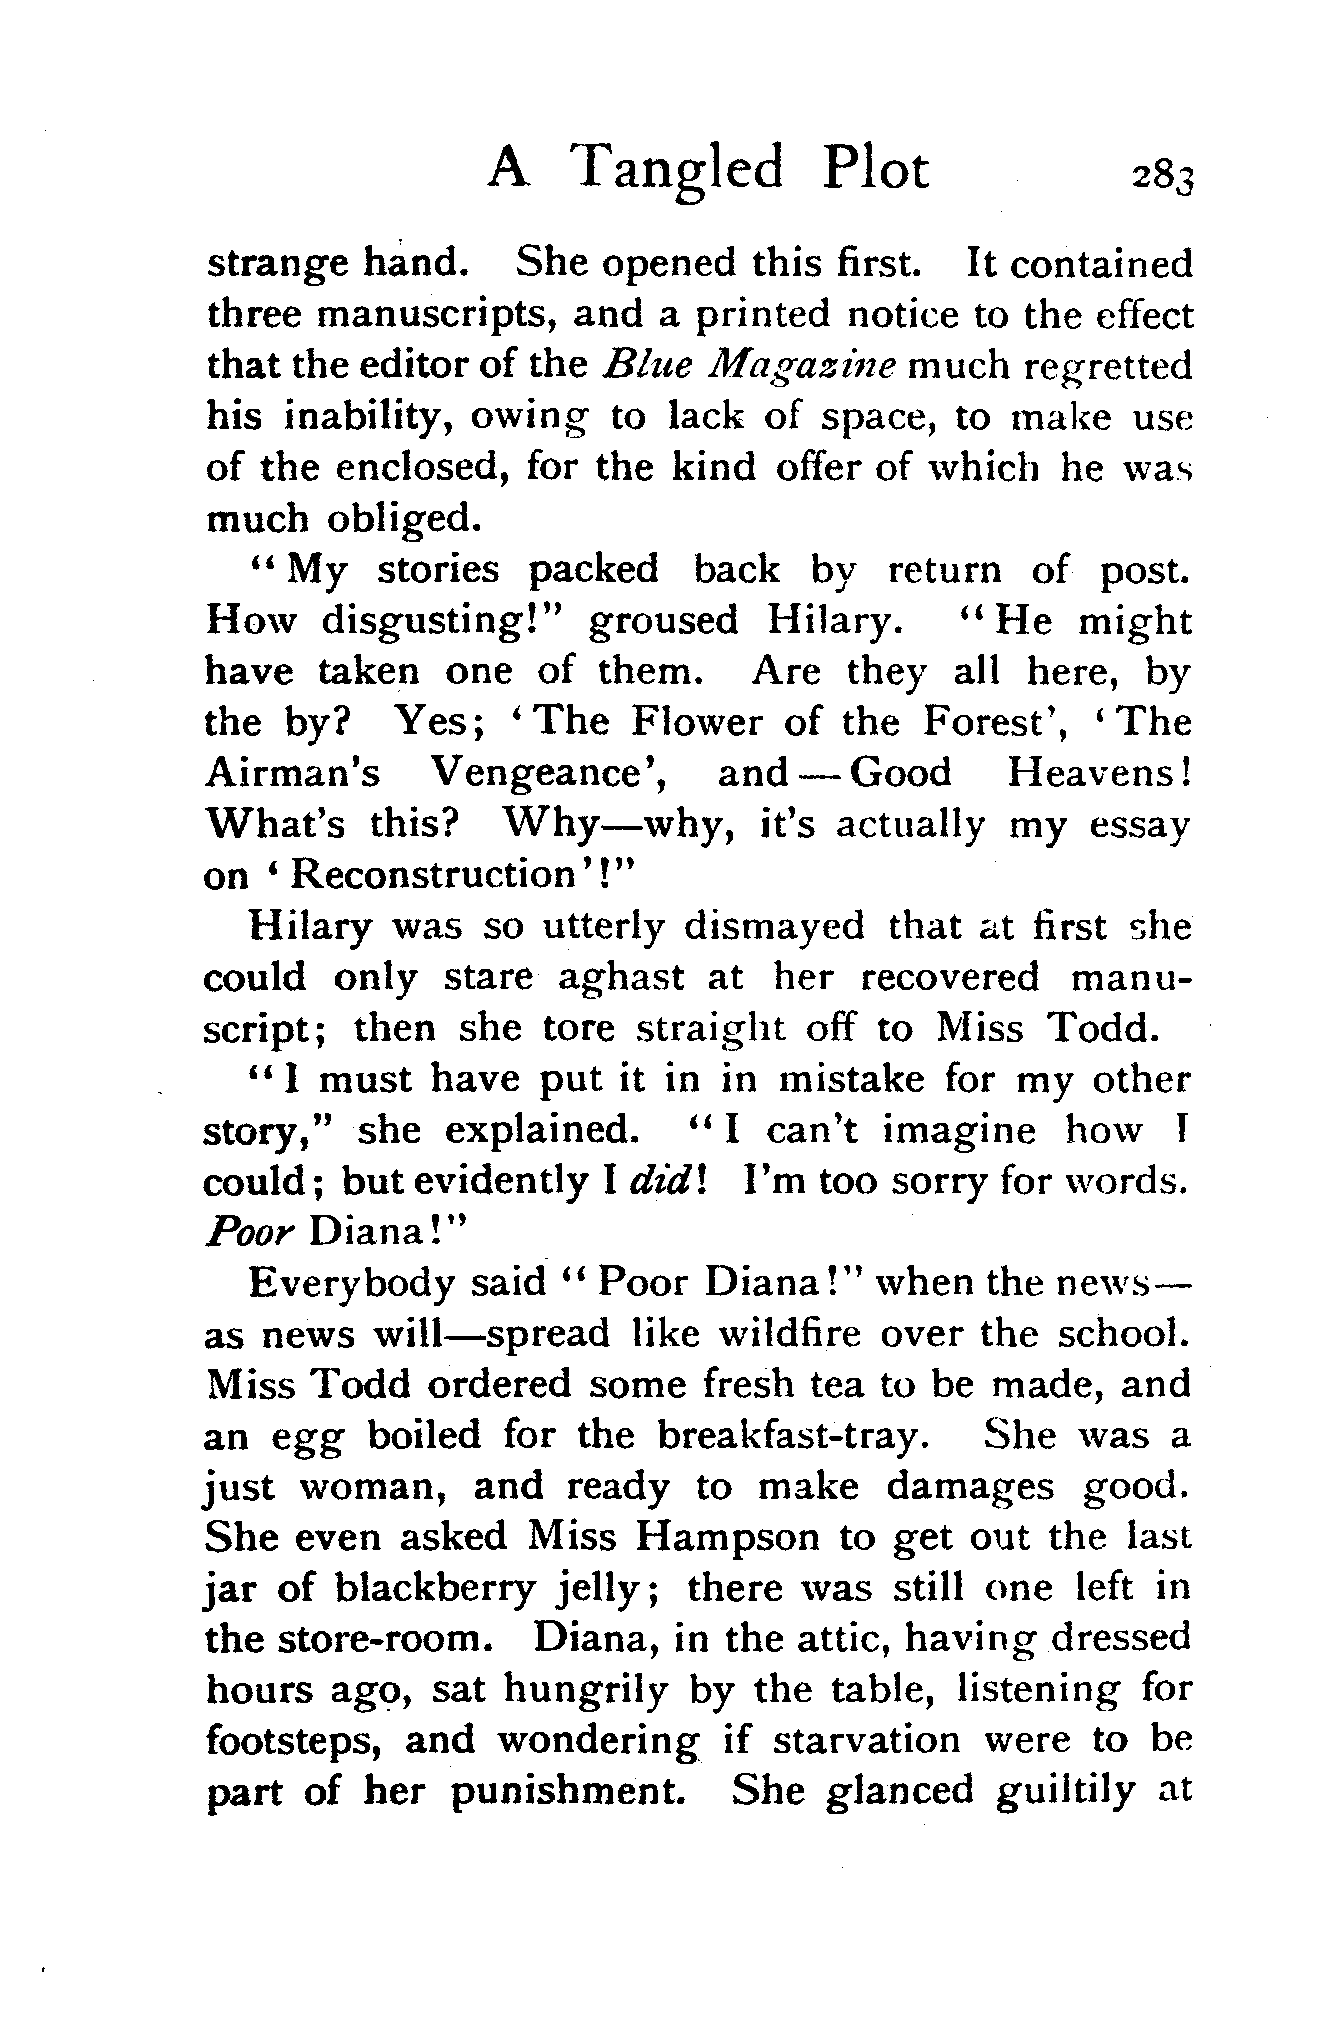 A Tangled Plot 283
strange hand. She opened this first. It contained
three manuscripts, and a printed notice to the effect
that the editor of the Blue Magazine much regretted
his inability, owing to lack of space, to make use
of the enclosed, for the kind offer of which he was
much obliged.
“ My stories packed back by return of post.
How disgusting!” groused Hilary. “ He might
have taken one of them. Are they all here, by
the by? Yes; ‘ The Flower of the Forest’, ‘ The
Airman’s Vengeance’, and — Good Heavens!
What’s this? Why—why, it’s actually my essay
on ‘ Reconstruction’!”
Hilary was so utterly dismayed that at first she
could only stare aghast at her recovered manu-
script; then she tore straight off to Miss Todd.
“ I must have put it in in mistake for my other
story,” she explained. “ I can’t imagine how I
could; but evidently I did! I’m too sorry for words.
Poor Diana!”
Everybody said “ Poor Diana!” when the news—
as news will—spread like wildfire over the school.
Miss Todd ordered some fresh tea to be made, and
an egg boiled for the breakfast-tray. She was a
just woman, and ready to make damages good.
She even asked Miss Hampson to get out the last
jar of blackberry jelly; there was still one left in
the store-room. Diana, in the attic, having dressed
hours ago, sat hungrily by the table, listening for
footsteps, and wondering if starvation were to be
part of her punishment. She glanced guiltily at